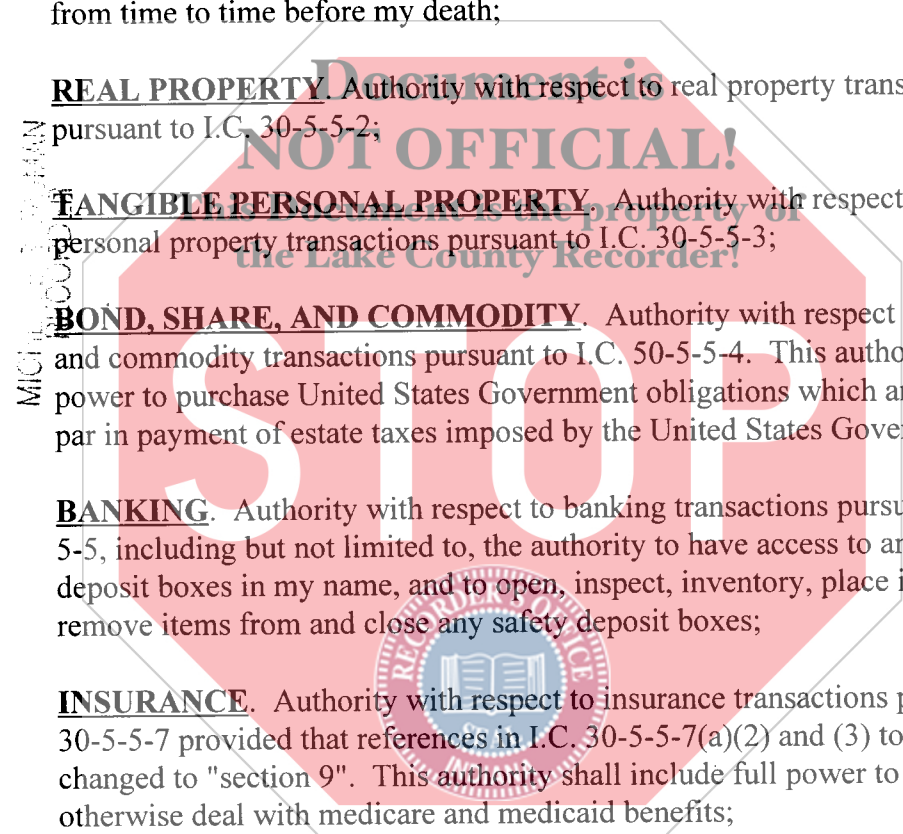 from time to time before my death;
REAL PROPERTY. Authority with respect to real property trans
pursuant to I.C. 30-5-5-2;
TANGIBLE PERSONAL PROPERTY. Authority with respect
personal property transactions pursuant to I.C. 30-5-5-3;
BOND, SHARE, AND COMMODITY. Authority with respect
and commodity transactions pursuant to I.C. 50-5-5-4. This autho
power to purchase United States Government obligations which a
par in payment of estate taxes imposed by the United States Gove
BANKING. Authority with respect to banking transactions pursu
5-5, including but not limited to, the authority to have access to a
deposit boxes in my name, and to open, inspect, inventory, place i
remove items from and close any safety deposit boxes;
INSURANCE. Authority with respect to insurance transactions p
30-5-5-7 provided that references in I.C. 30-5-5-7(a)(2) and (3) to
changed to "section 9". This authority shall include full power to
otherwise deal with medicare and medicaid benefits;
Document is
NOT OFFICIAL!
This Document is the property of
the Lake County Recorder!
STOP
RECORDER'S OFFICE
INDIANA